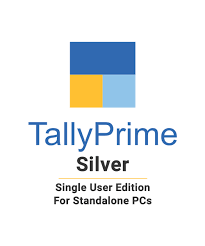 TallyPrime
Silver
Single User Edition
For Standalone PCs